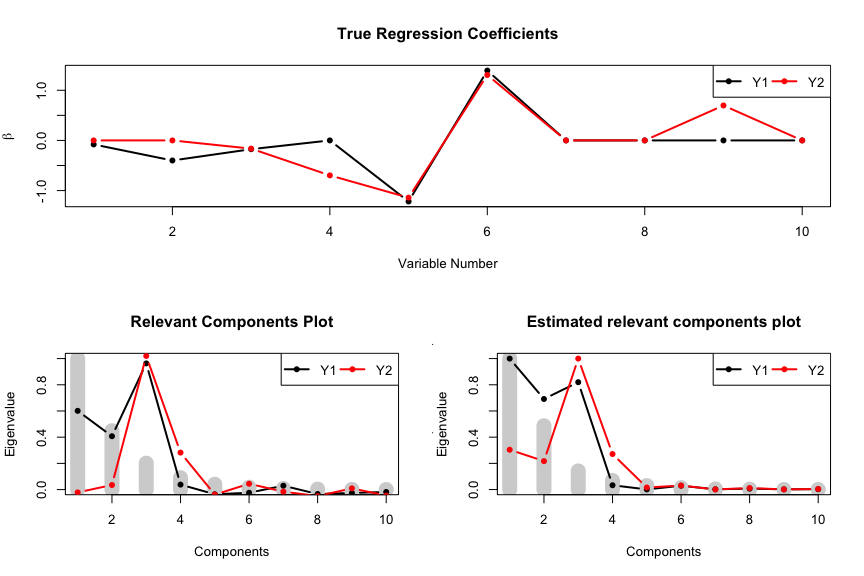 True Regression Coefficients
Y1 Y2
β
1.0
0.0
-1.0
2 4 6 8 10
Variable Number
Relevant Components Plot
Y1 Y2
Eigenvalue
0.8
0.4
0.0
2 4 6 8 10
Components
Estimated relevant components plot
Y1 Y2
Eigenvalue
0.8
0.4
0.0
2 4 6 8 10
Components